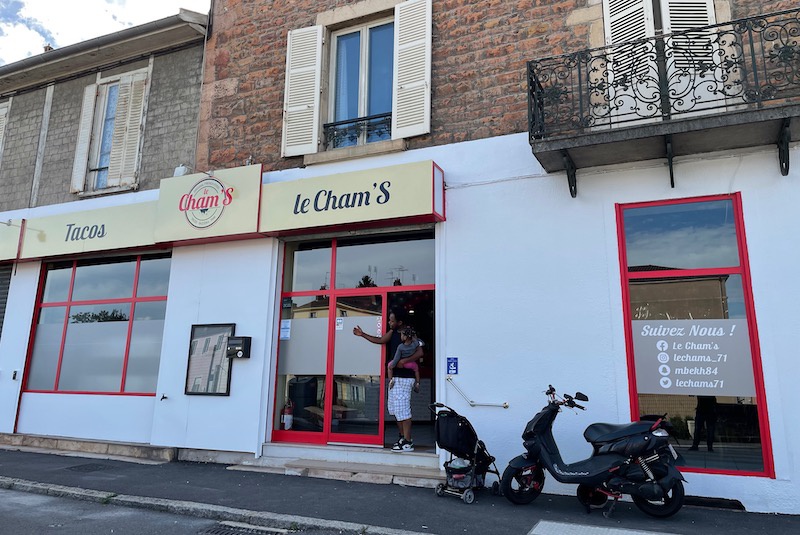 Tacos
le
Cham'S
le Cham'S
Suivez Nous !
Le Cham's
lechams_71
mbekh84
lechams71